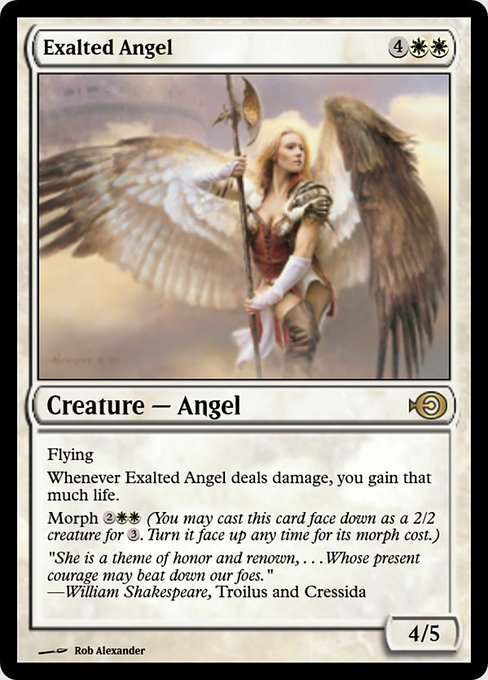 Exalted Angel 4
Creature — Angel
Flying
Whenever Exalted Angel deals damage, you gain that
much life.
Morph 2 (You may cast this card face down as a 2/2
creature for 3. Turn it face up any time for its morph cost.)
"She is a theme of honor and renown, . . . Whose present
courage may beat down our foes."
—William Shakespeare, Troilus and Cressida
4/5
Rob Alexander